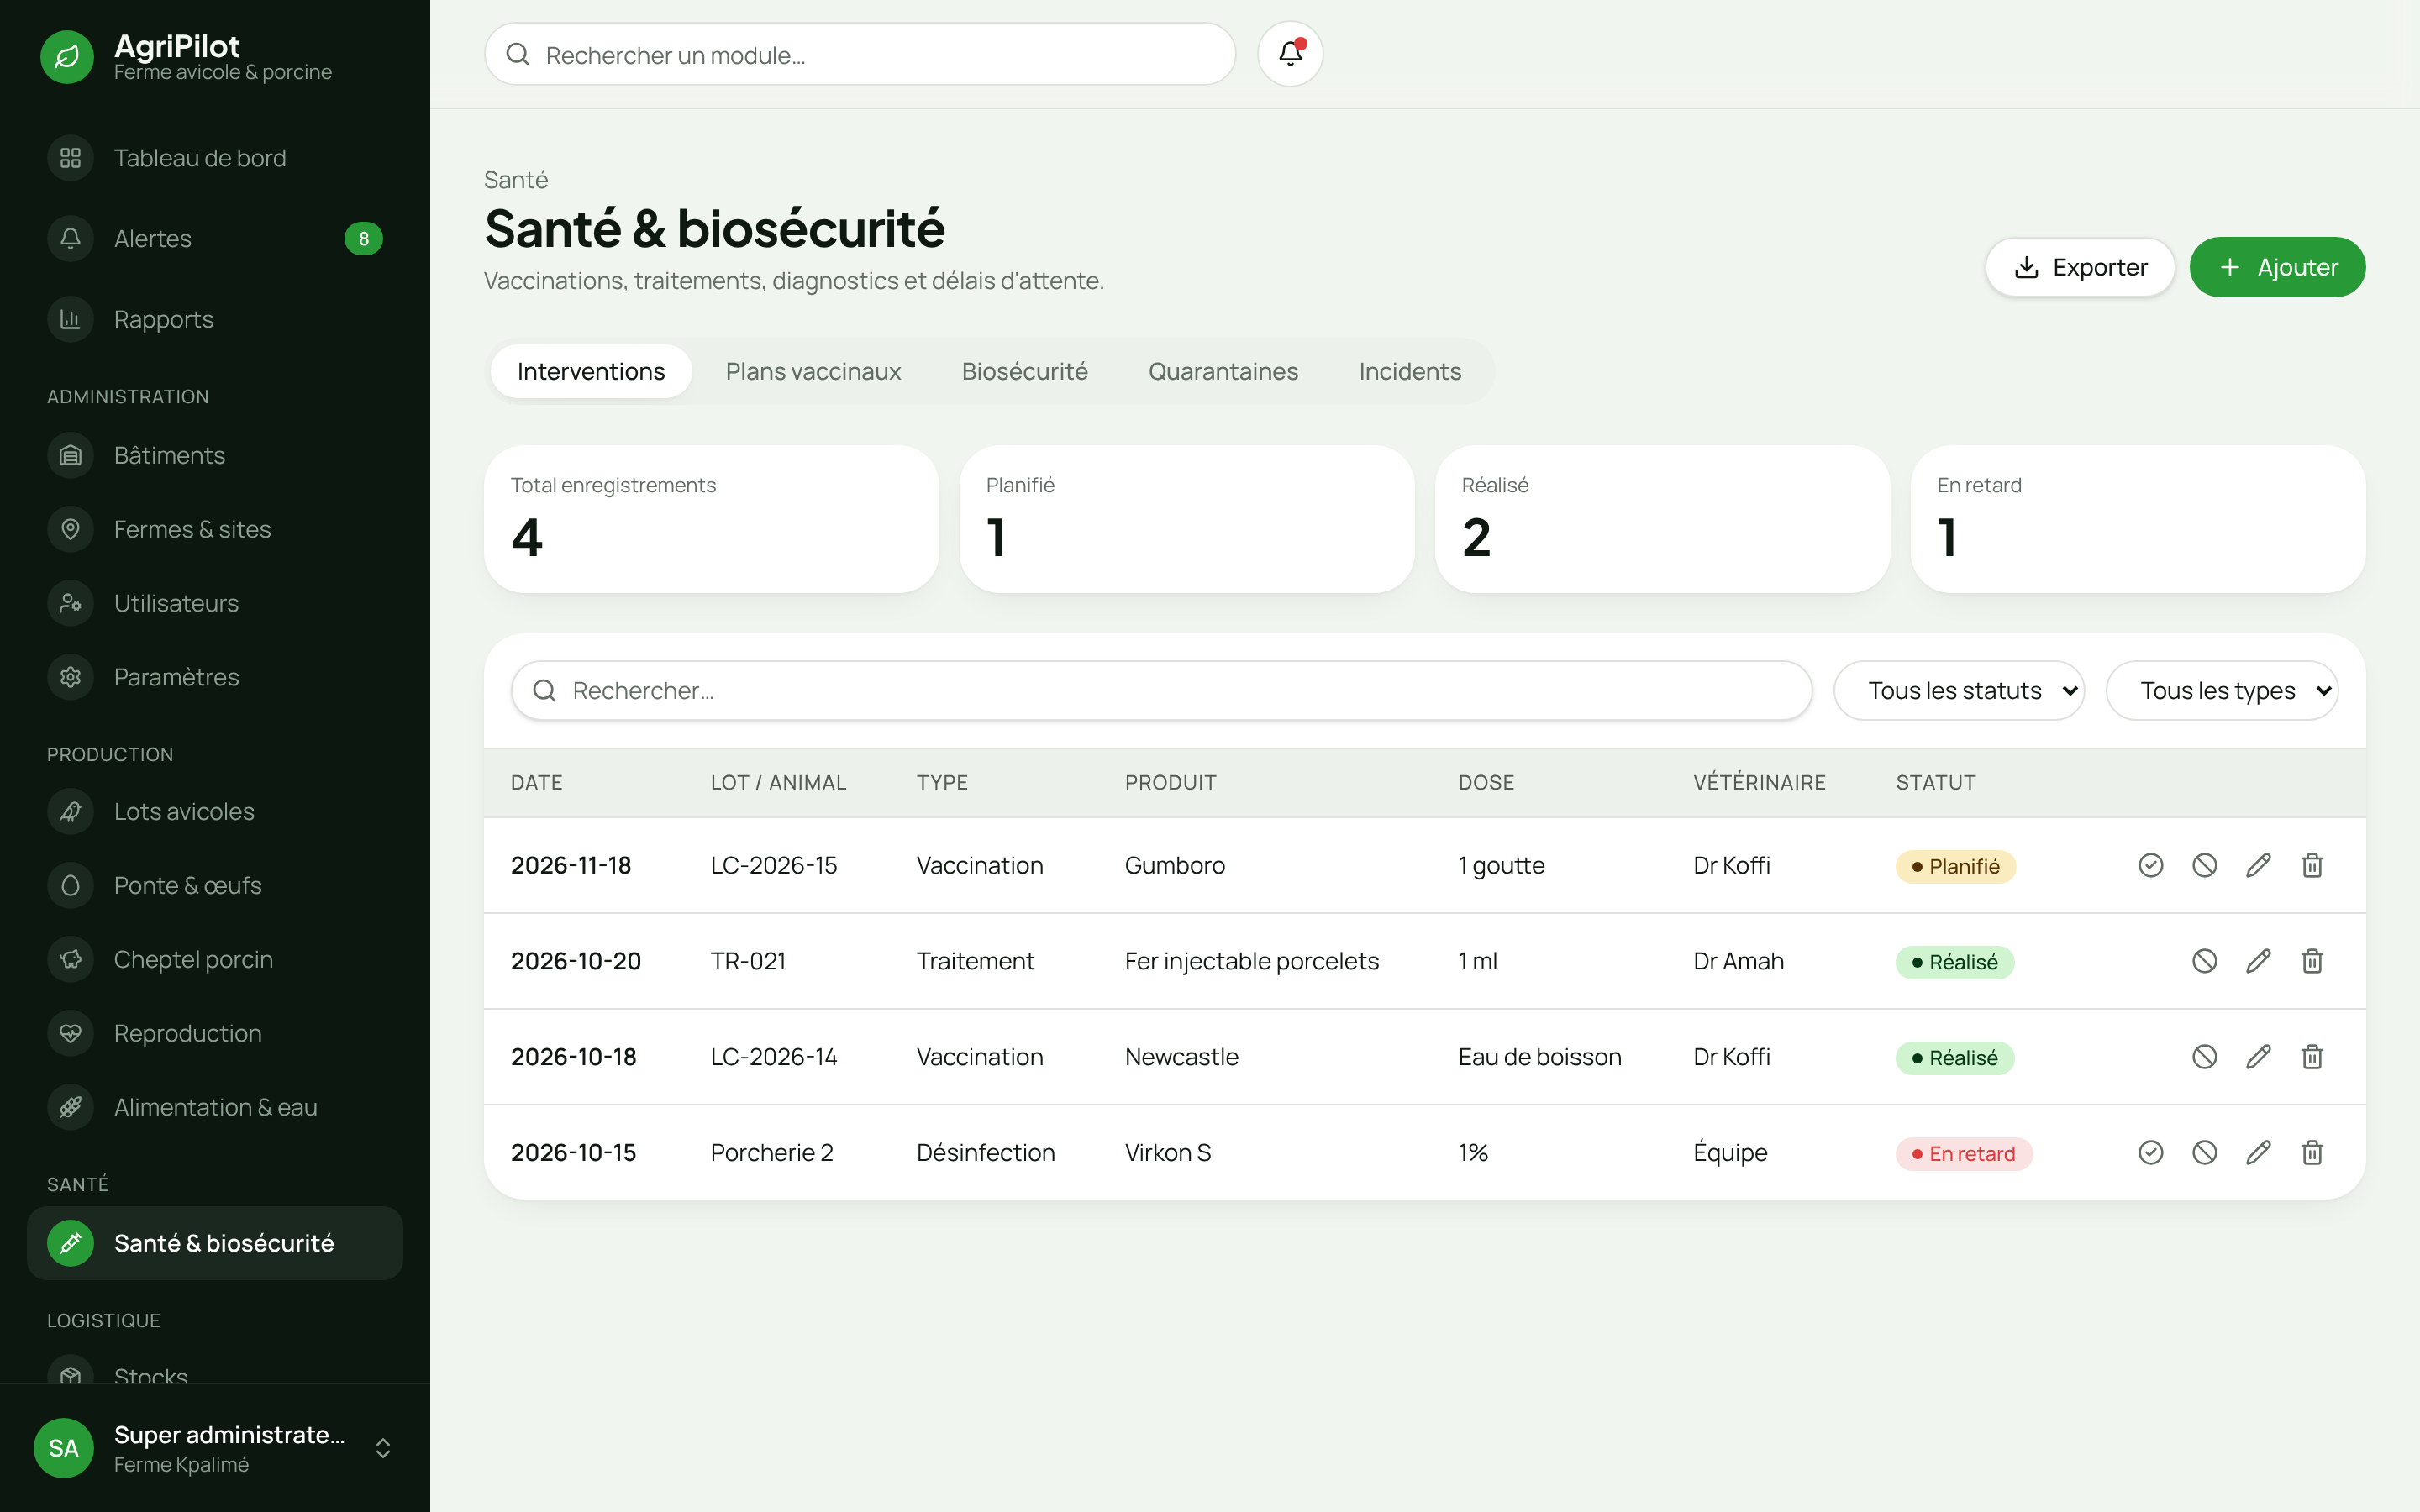 AgriPilot
Ferme avicole & porcine
Tableau de bord
Alertes 8
Rapports
ADMINISTRATION
Bâtiments
Fermes & sites
Utilisateurs
Paramètres
PRODUCTION
Lots avicoles
Ponte & œufs
Cheptel porcin
Reproduction
Alimentation & eau
SANTÉ
Santé & biosécurité
LOGISTIQUE
Stocks
SA
Super administrate...
Ferme Kpalimé
Rechercher un module...
Santé
Santé & biosécurité
Vaccinations, traitements, diagnostics et délais d'attente.
Exporter
Ajouter
Interventions Plans vaccinaux Biosécurité Quarantaines Incidents
Total enregistrements
4
Planifié
1
Réalisé
2
En retard
1
Rechercher... Tous les statuts Tous les types
DATE LOT / ANIMAL TYPE PRODUIT DOSE VÉTÉRINAIRE STATUT
2026-11-18 LC-2026-15 Vaccination Gumboro 1 goutte Dr Koffi Planifié
2026-10-20 TR-021 Traitement Fer injectable porcelets 1 ml Dr Amah Réalisé
2026-10-18 LC-2026-14 Vaccination Newcastle Eau de boisson Dr Koffi Réalisé
2026-10-15 Porcherie 2 Désinfection Virkon S 1% Équipe En retard